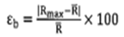 ε_b = |R_max − R̄| / R̄ × 100